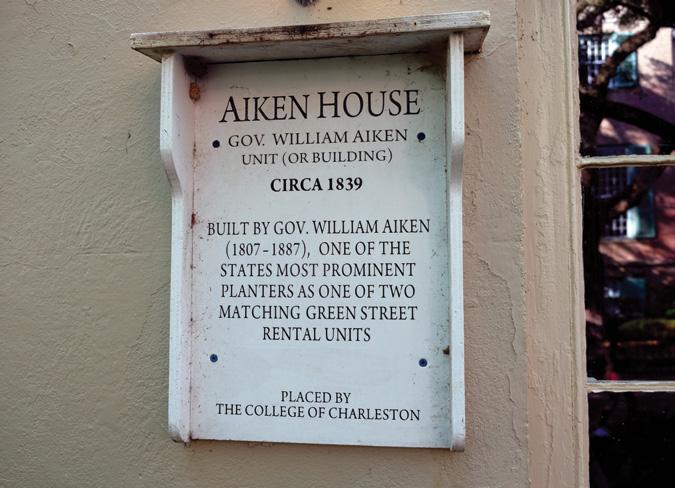 AIKEN HOUSE
GOV. WILLIAM AIKEN
UNIT (OR BUILDING)
CIRCA 1839
BUILT BY GOV. WILLIAM AIKEN
(1807-1887), ONE OF THE
STATES MOST PROMINENT
PLANTERS AS ONE OF TWO
MATCHING GREEN STREET
RENTAL UNITS
PLACED BY
THE COLLEGE OF CHARLESTON